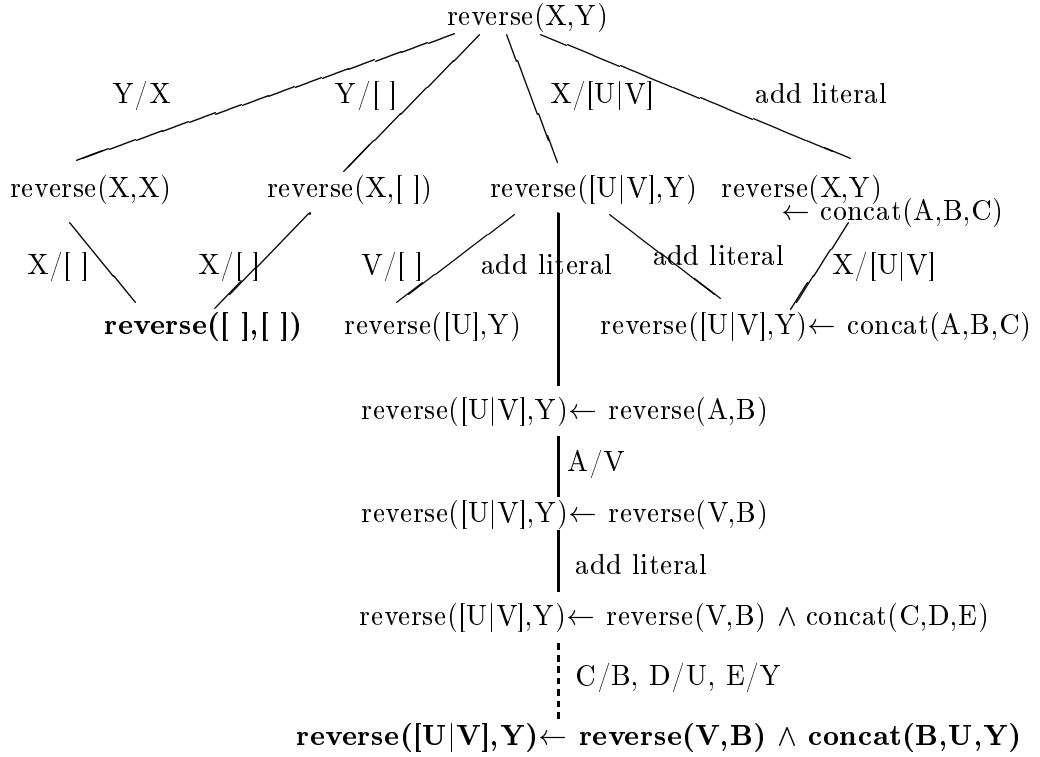 reverse(X,Y)
Y/X Y/[ ] X/[U|V] add literal
reverse(X,X) reverse(X,[ ]) reverse([U|V],Y) reverse(X,Y)
← concat(A,B,C)
X/[ ] X/[ ] V/[ ] add literal add literal X/[U|V]
reverse([ ],[ ]) reverse([U],Y) reverse([U|V],Y)← concat(A,B,C)
reverse([U|V],Y)← reverse(A,B)
A/V
reverse([U|V],Y)← reverse(V,B)
add literal
reverse([U|V],Y)← reverse(V,B) ∧ concat(C,D,E)
C/B, D/U, E/Y
reverse([U|V],Y)← reverse(V,B) ∧ concat(B,U,Y)